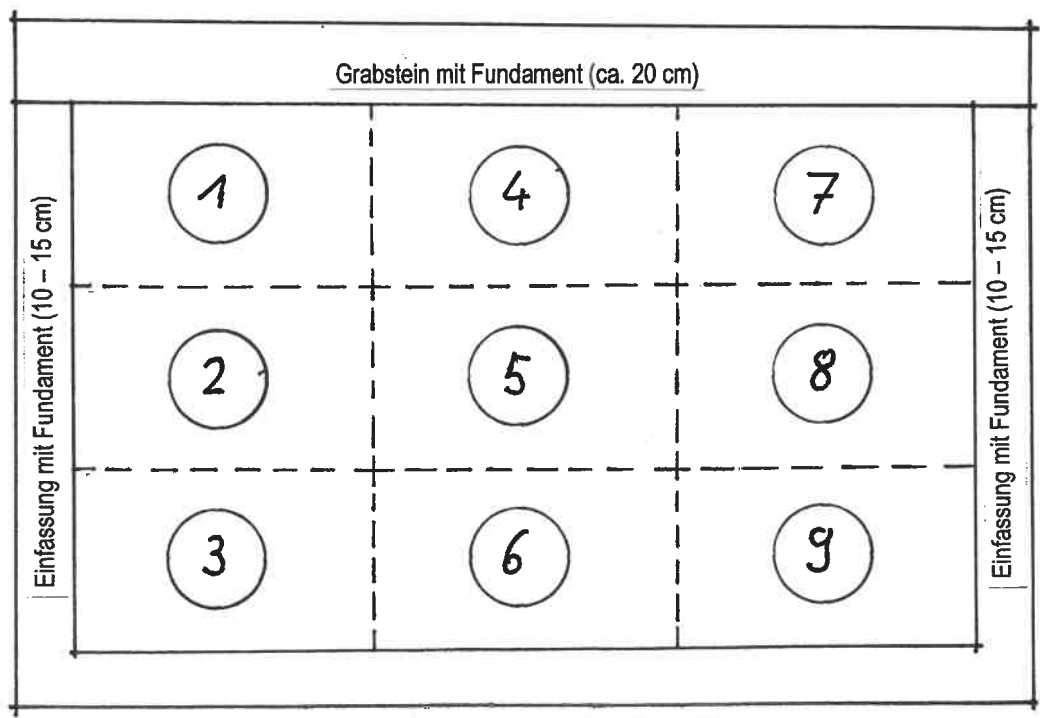 Grabstein mit Fundament (ca. 20 cm)
Einfassung mit Fundament (10 – 15 cm)
1 4 7
2 5 8
3 6 9
Einfassung mit Fundament (10 – 15 cm)